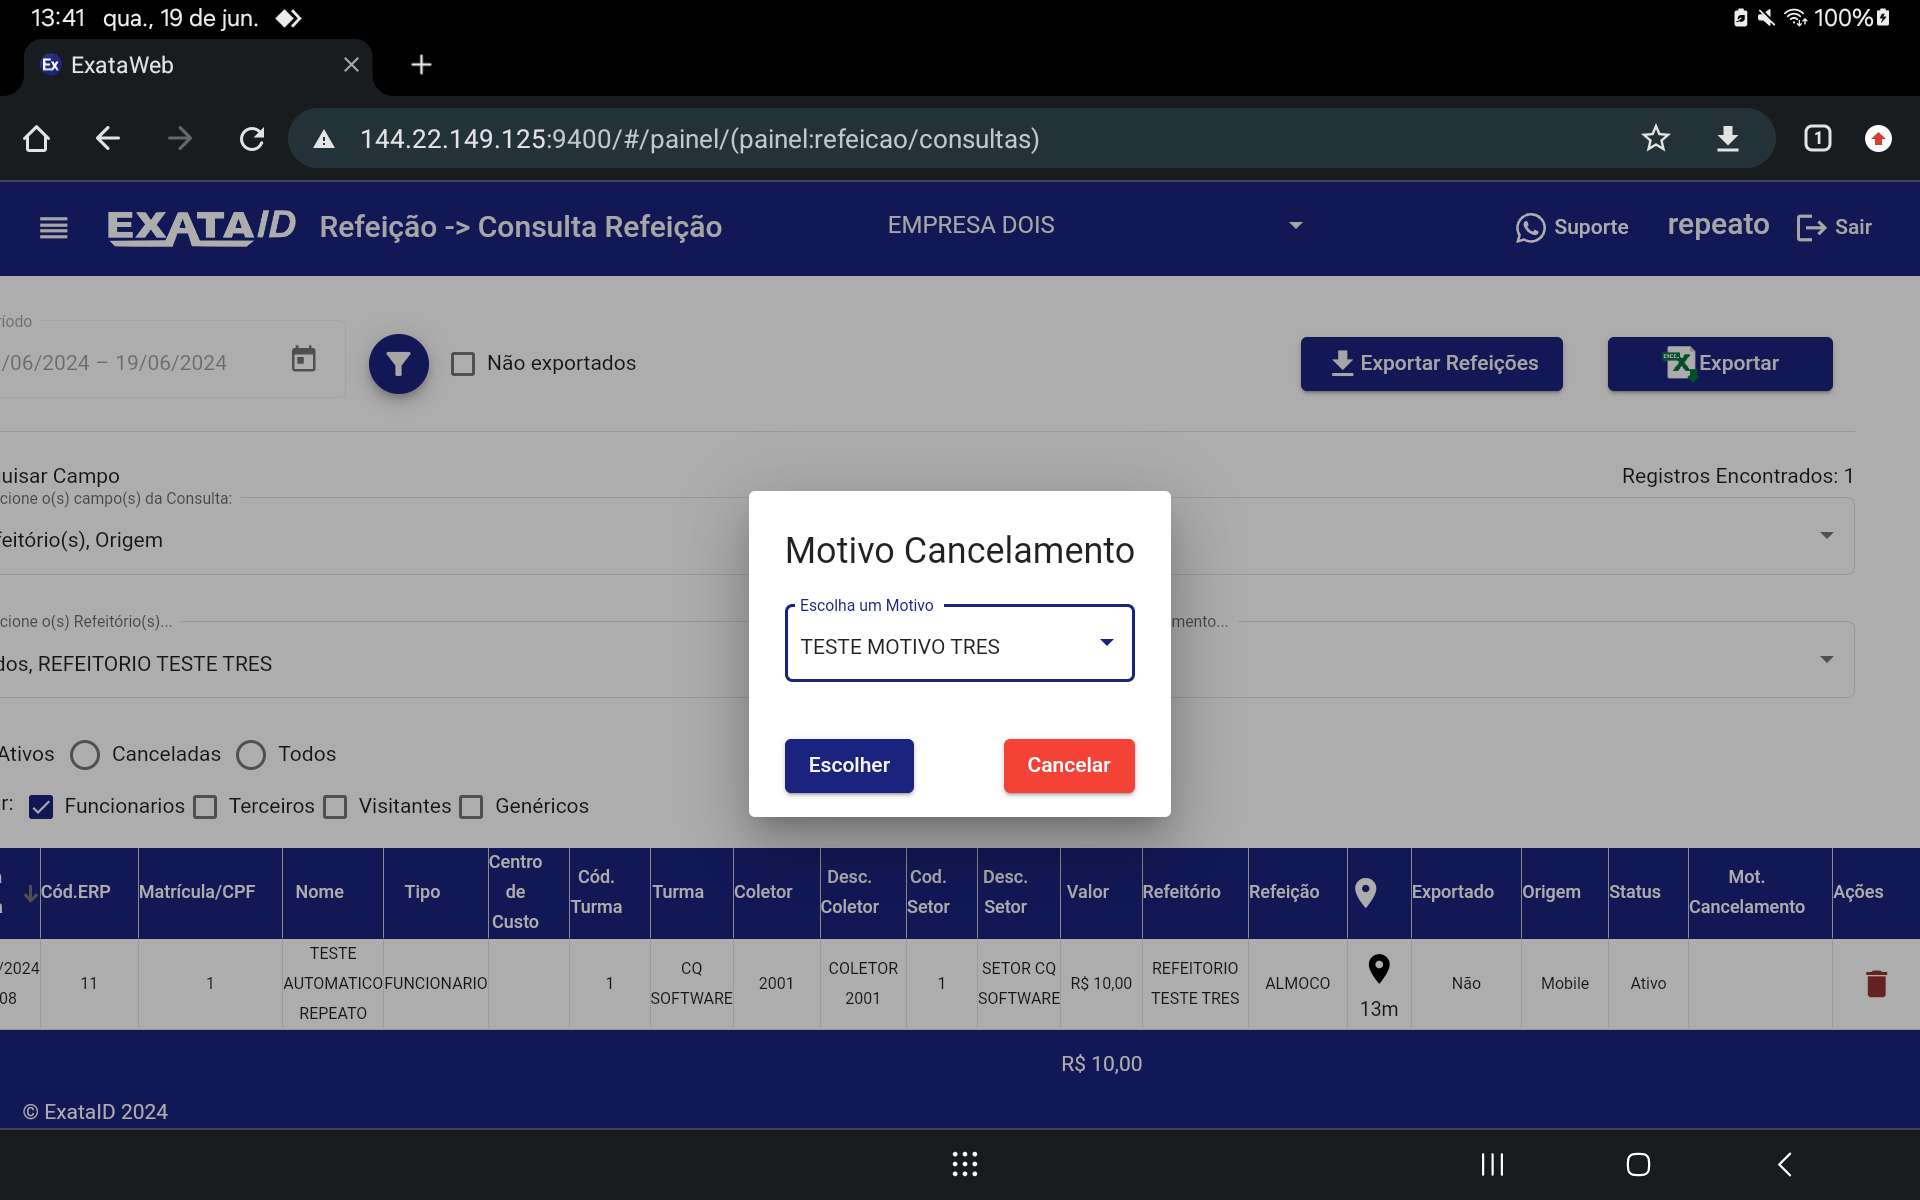 13:41 qua., 19 de jun. 100%
Ex ExataWeb
144.22.149.125:9400/#/painel/(painel:refeicao/consultas) 1
EXATAID Refeição -> Consulta Refeição EMPRESA DOIS Suporte repeato Sair
íodo
/06/2024 – 19/06/2024 Não exportados Exportar Refeições Exportar
uisar Campo Registros Encontrados: 1
cione o(s) campo(s) da Consulta:
feitório(s), Origem
Motivo Cancelamento
Escolha um Motivo
TESTE MOTIVO TRES
Escolher Cancelar
cione o(s) Refeitório(s)... mento...
dos, REFEITORIO TESTE TRES
Ativos Canceladas Todos
r: Funcionarios Terceiros Visitantes Genéricos
Cód.ERP Matrícula/CPF Nome Tipo Centro de Custo Cód. Turma Turma Coletor Desc. Coletor Cod. Setor Desc. Setor Valor Refeitório Refeição Exportado Origem Status Mot. Cancelamento Ações
/2024 08 11 1 TESTE AUTOMATICO REPEATO FUNCIONARIO 1 CQ SOFTWARE 2001 COLETOR 2001 1 SETOR CQ SOFTWARE R$ 10,00 REFEITORIO TESTE TRES ALMOCO 13m Não Mobile Ativo
R$ 10,00
© ExataID 2024